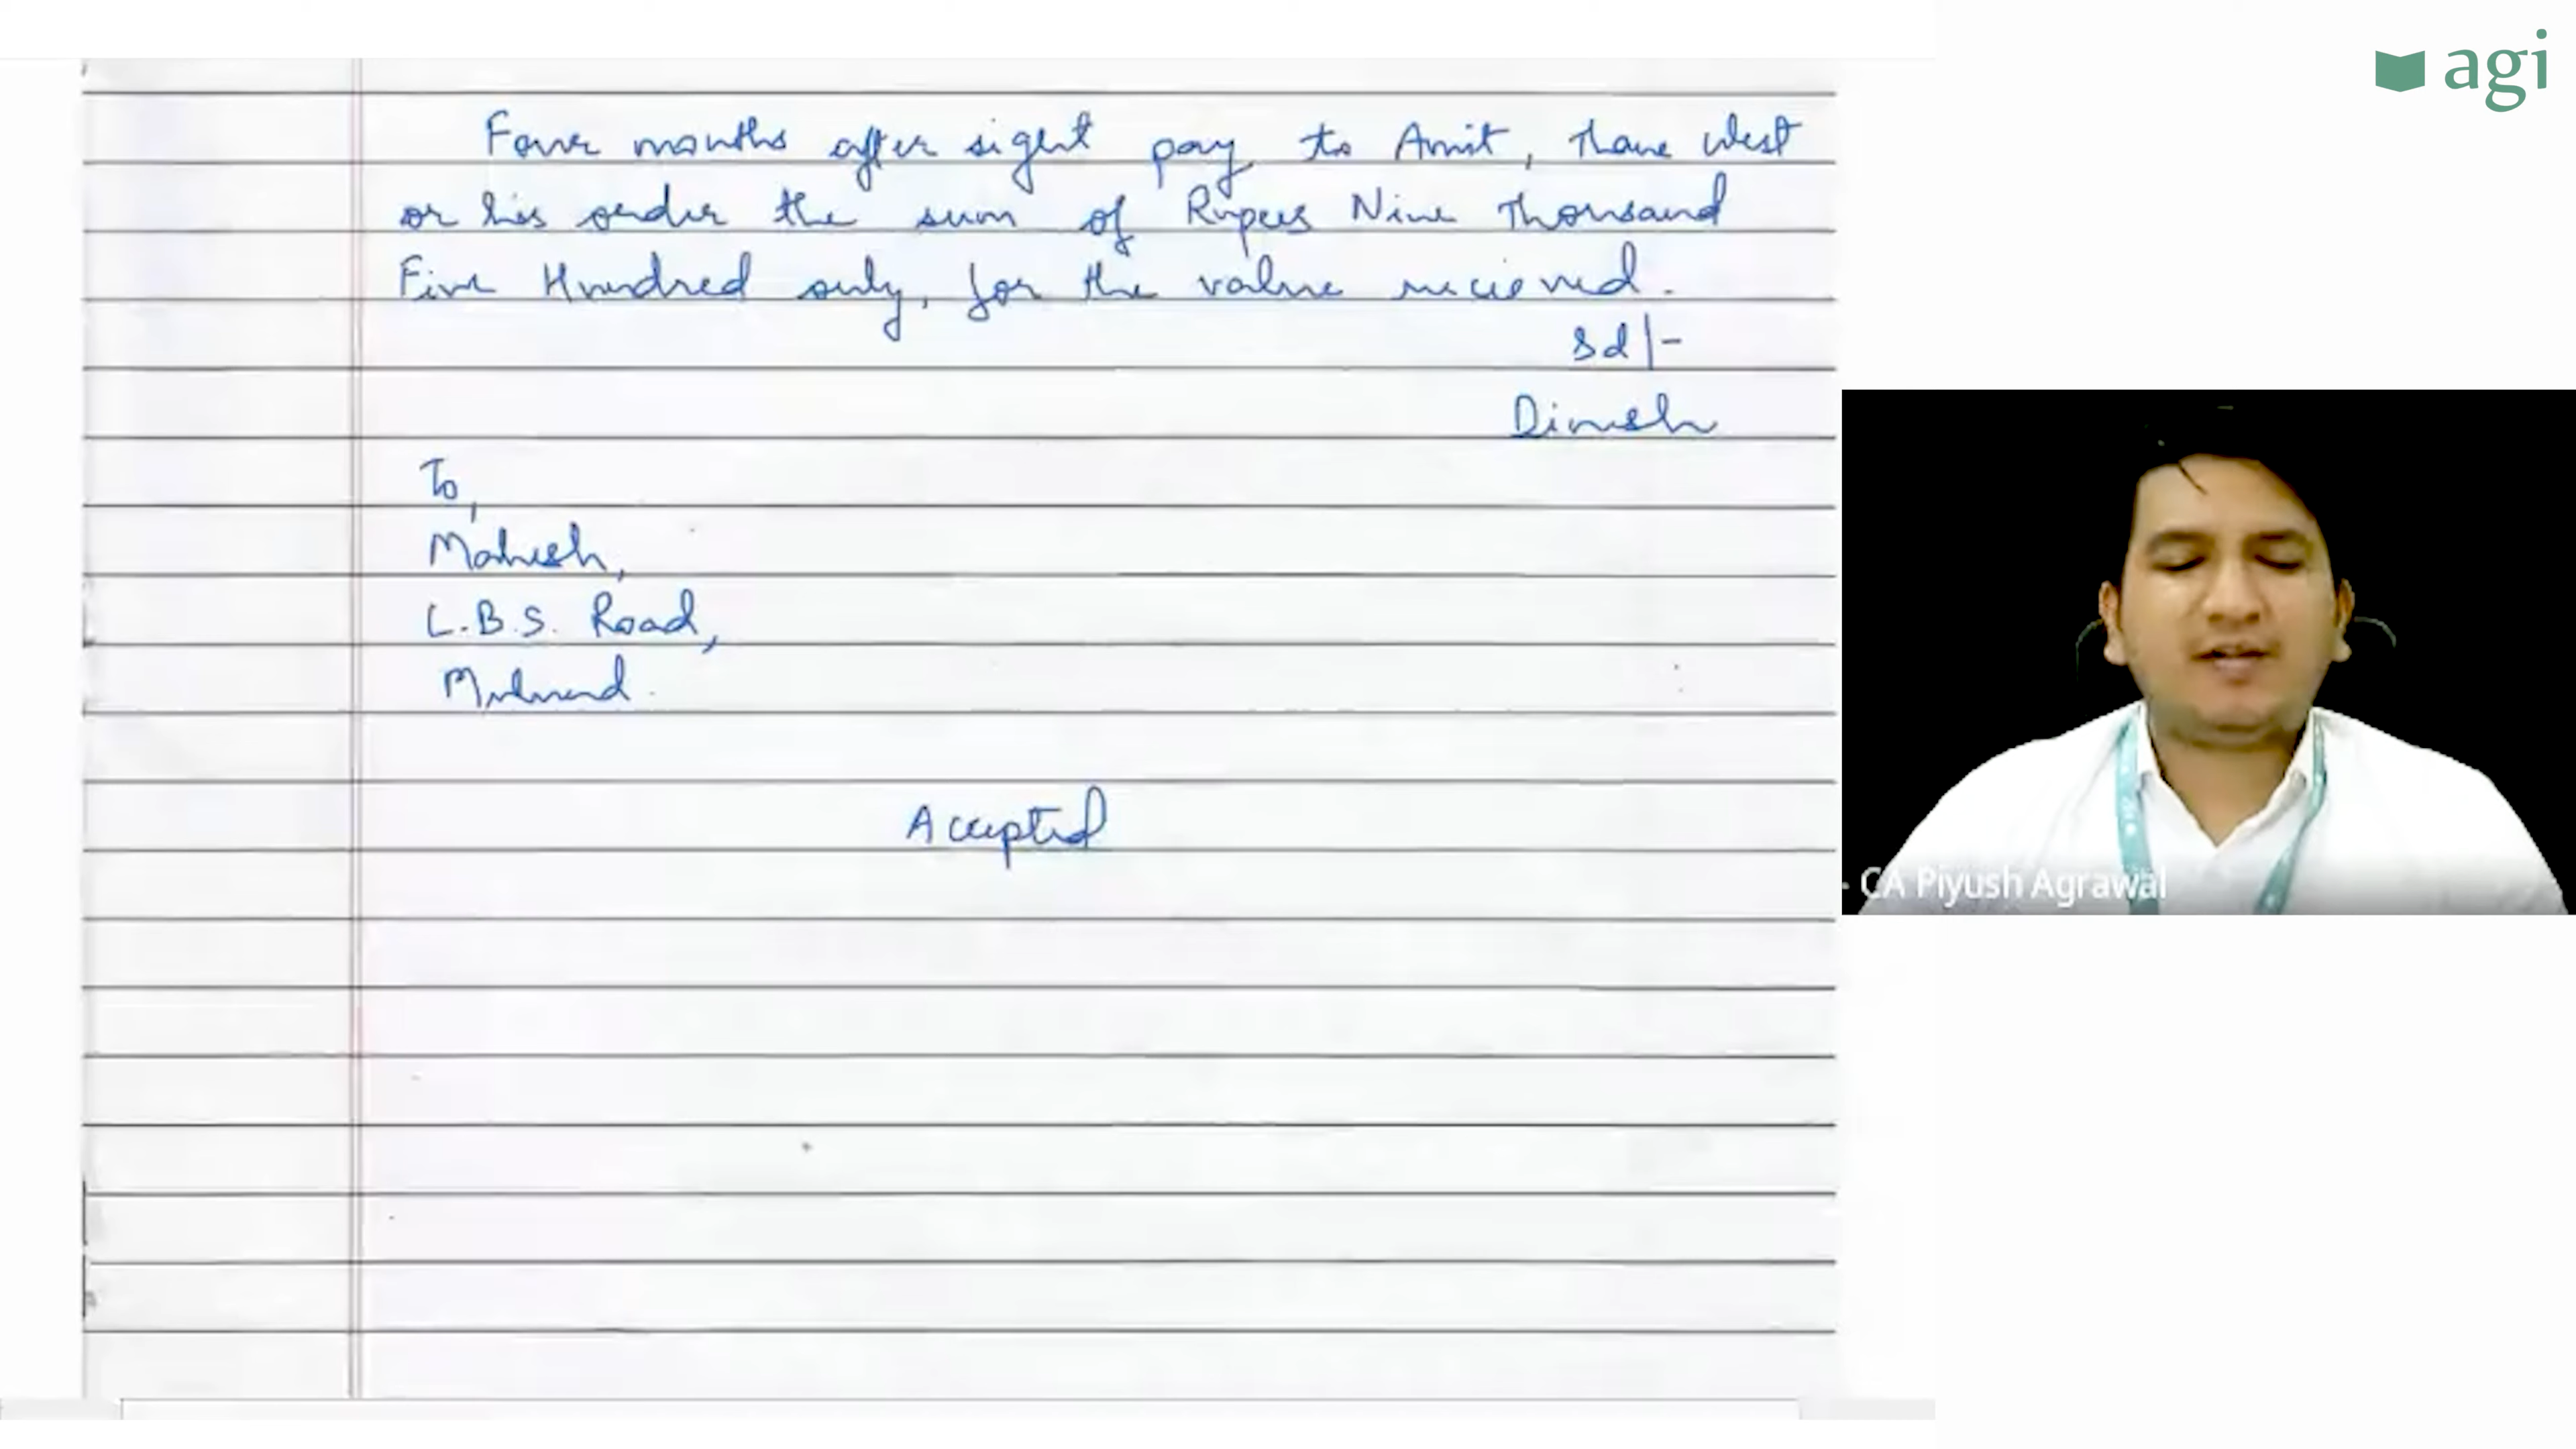 agi
Four months after sight pay to Amit, Thane West
or his order the sum of Rupees Nine Thousand
Five Hundred only, for the value recieved.
Sd/-
Dinesh
To,
Mahesh,
L.B.S. Road,
Mulund.
Accepted
- CA Piyush Agrawal